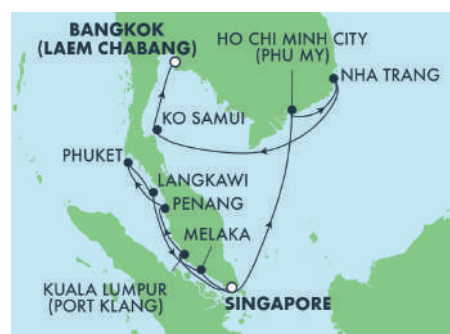 BANGKOK
(LAEM CHABANG)
HO CHI MINH CITY
(PHU MY)
NHA TRANG
KO SAMUI
PHUKET
LANGKAWI
PENANG
MELAKA
KUALA LUMPUR
(PORT KLANG)
SINGAPORE